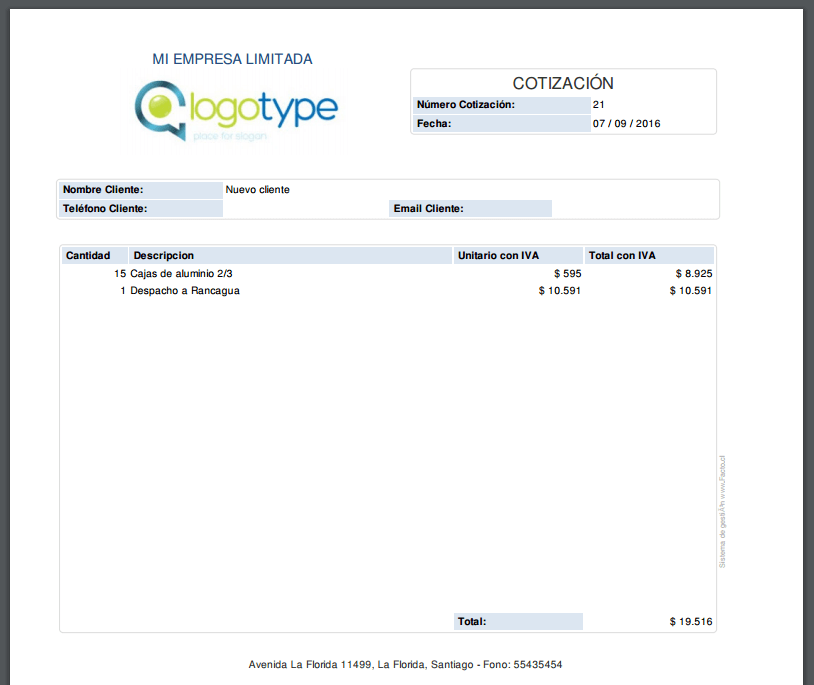 MI EMPRESA LIMITADA
logotype
place for slogan
COTIZACIÓN
Número Cotización: 21
Fecha: 07 / 09 / 2016
Nombre Cliente: Nuevo cliente
Teléfono Cliente: Email Cliente:
Cantidad Descripcion Unitario con IVA Total con IVA
15 Cajas de aluminio 2/3 $ 595 $ 8.925
1 Despacho a Rancagua $ 10.591 $ 10.591
Sistema de gestiÃ³n www.Facto.cl
Total: $ 19.516
Avenida La Florida 11499, La Florida, Santiago - Fono: 55435454